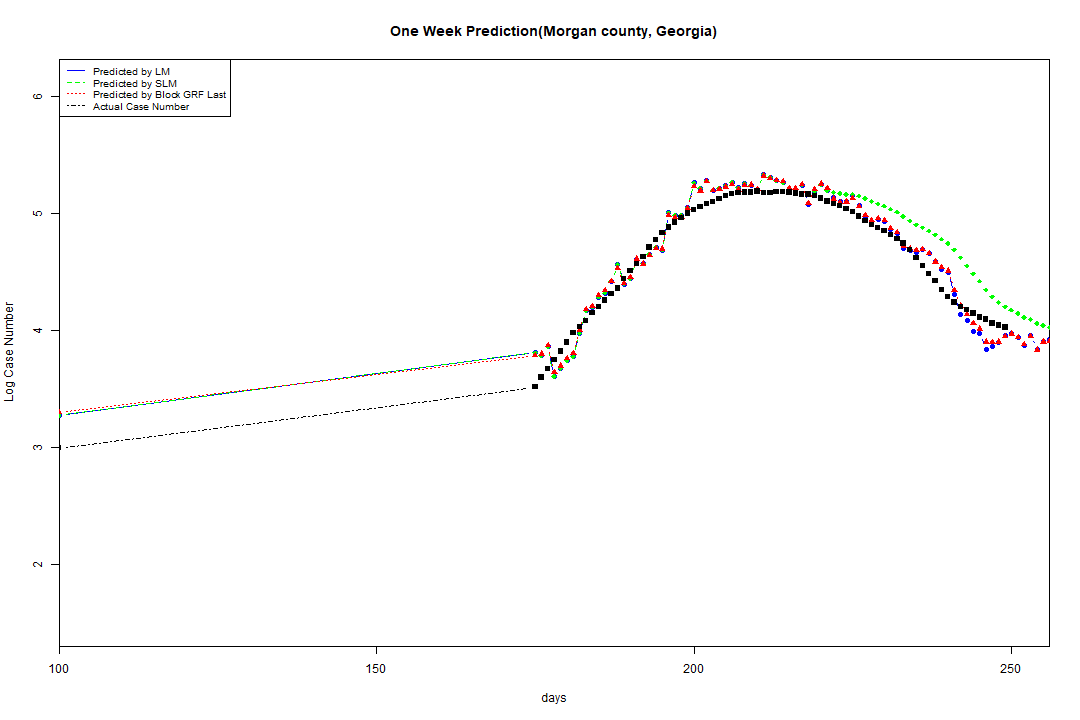 One Week Prediction(Morgan county, Georgia)
Predicted by LM
Predicted by SLM
Predicted by Block GRF Last
Actual Case Number
6
5
4
3
2
Log Case Number
100 150 200 250
days